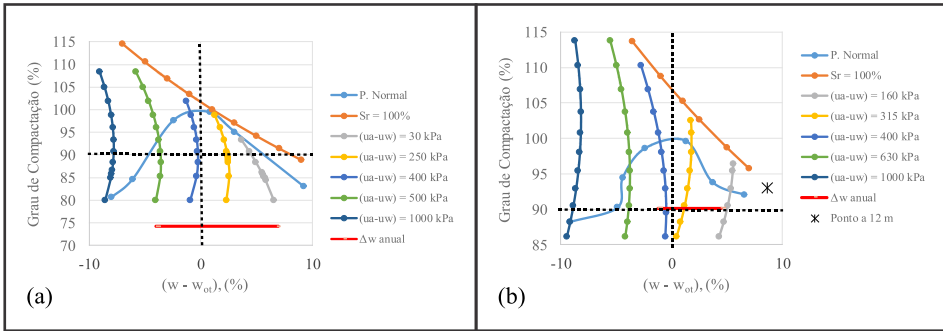 Grau de Compactação (%)
115
110
105
100
95
90
85
80
75
70
-10
0
10
(w - wot), (%)
P. Normal
Sr = 100%
(ua-uw) = 30 kPa
(ua-uw) = 250 kPa
(ua-uw) = 400 kPa
(ua-uw) = 500 kPa
(ua-uw) = 1000 kPa
Δw anual
(a)
Grau de Compactação (%)
115
110
105
100
95
90
85
-10
0
10
(w - wot), (%)
P. Normal
Sr = 100%
(ua-uw) = 160 kPa
(ua-uw) = 315 kPa
(ua-uw) = 400 kPa
(ua-uw) = 630 kPa
(ua-uw) = 1000 kPa
Δw anual
Ponto a 12 m
(b)